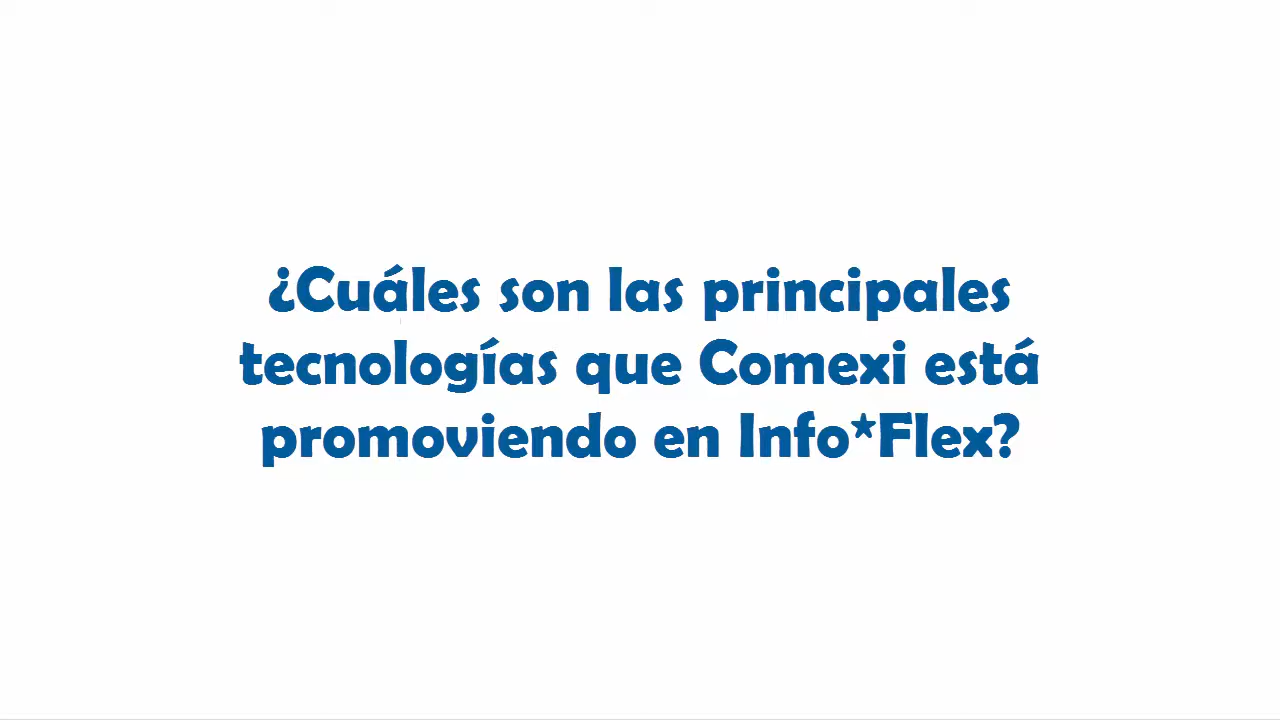 ¿Cuáles son las principales
tecnologías que Comexi está
promoviendo en Info*Flex?